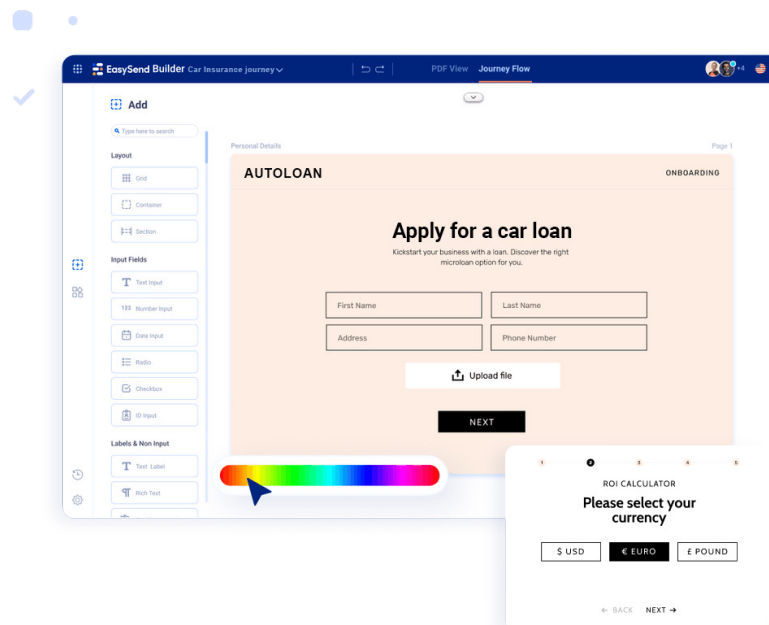 EasySend Builder Car Insurance journey
PDF View
Journey Flow
+4
Add
Type here to search
Layout
Grid
Container
Section
Input Fields
Text Input
123 Number Input
Date input
Radio
Checkbox
ID Input
Labels & Non Input
Text Label
Rich Text
Personal Details
Page 1
AUTOLOAN
ONBOARDING
Apply for a car loan
Kickstart your business with a loan. Discover the right
microloan option for you.
First Name
Last Name
Address
Phone Number
Upload file
NEXT
1 2 3 4 5
ROI CALCULATOR
Please select your
currency
$ USD
€ EURO
£ POUND
← BACK
NEXT →